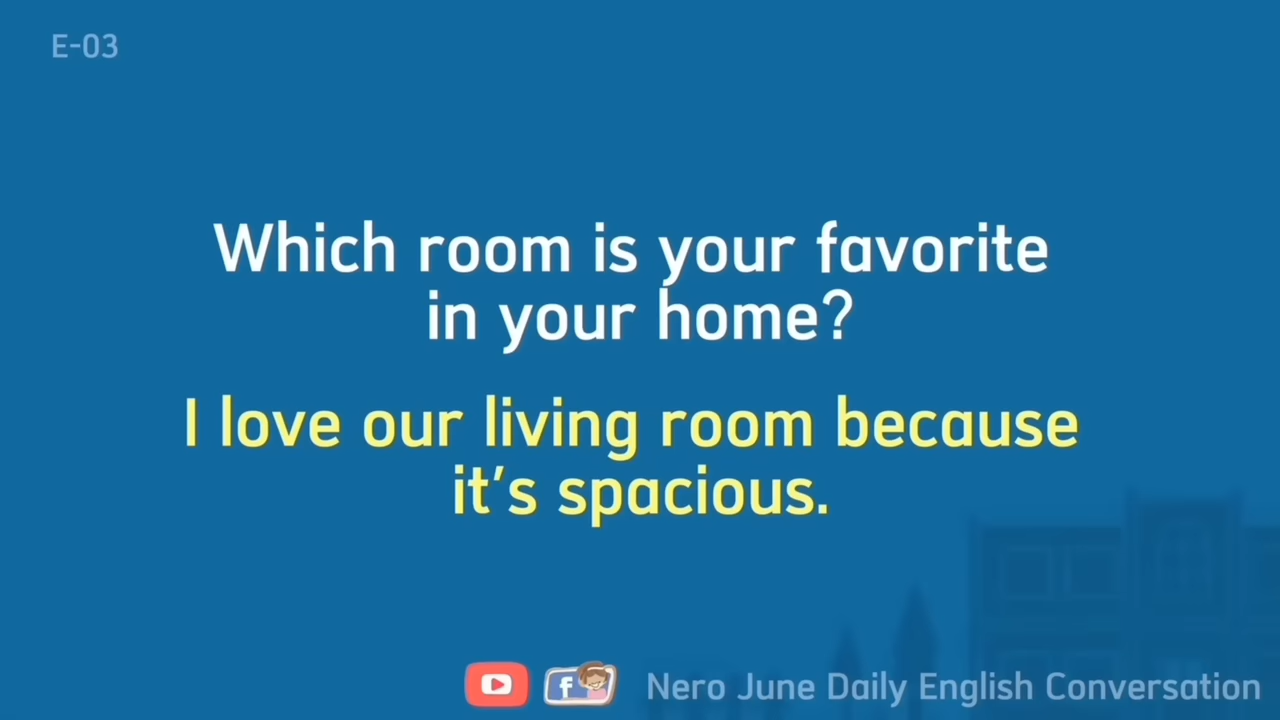 E-03
Which room is your favorite
in your home?
I love our living room because
it's spacious.
f
Nero June Daily English Conversation